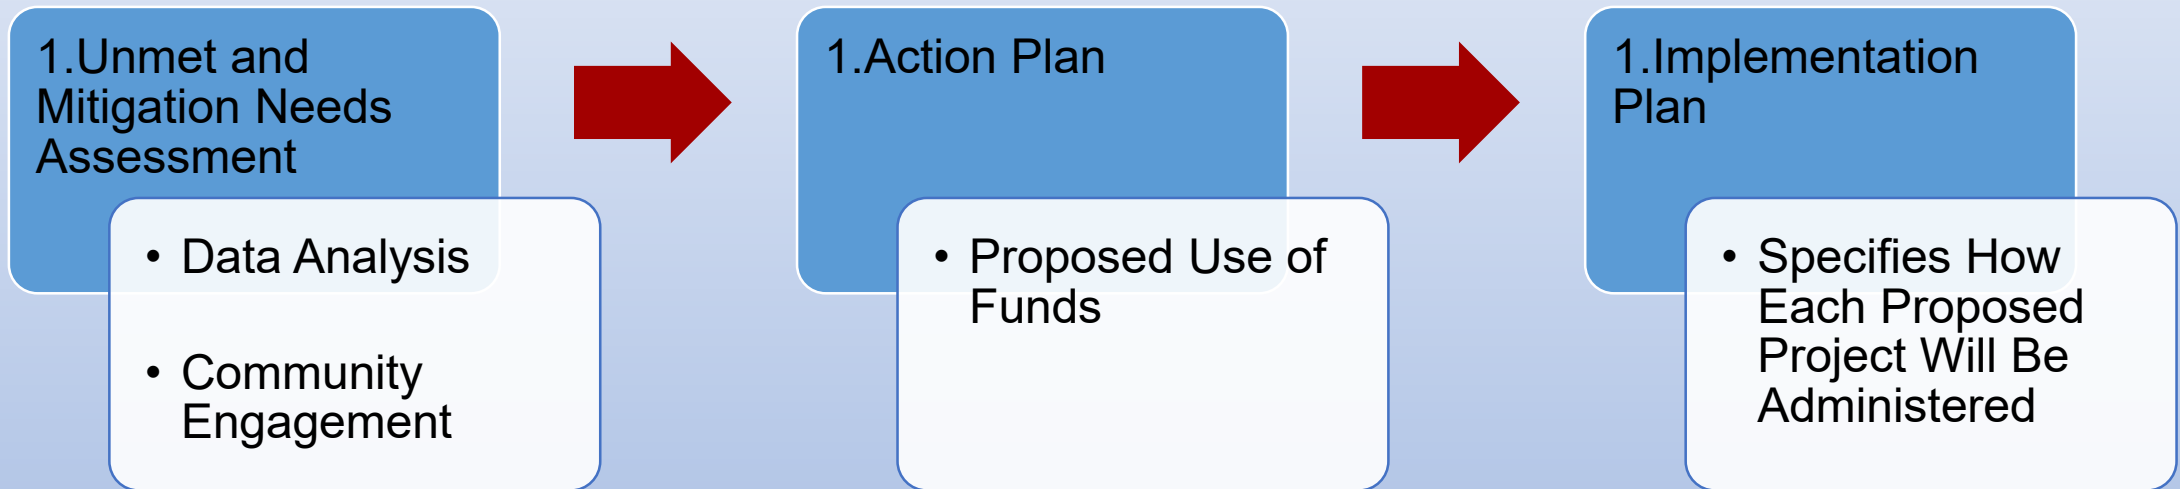 1.Unmet and
Mitigation Needs
Assessment
• Data Analysis
• Community
Engagement
1.Action Plan
• Proposed Use of
Funds
1.Implementation
Plan
• Specifies How
Each Proposed
Project Will Be
Administered